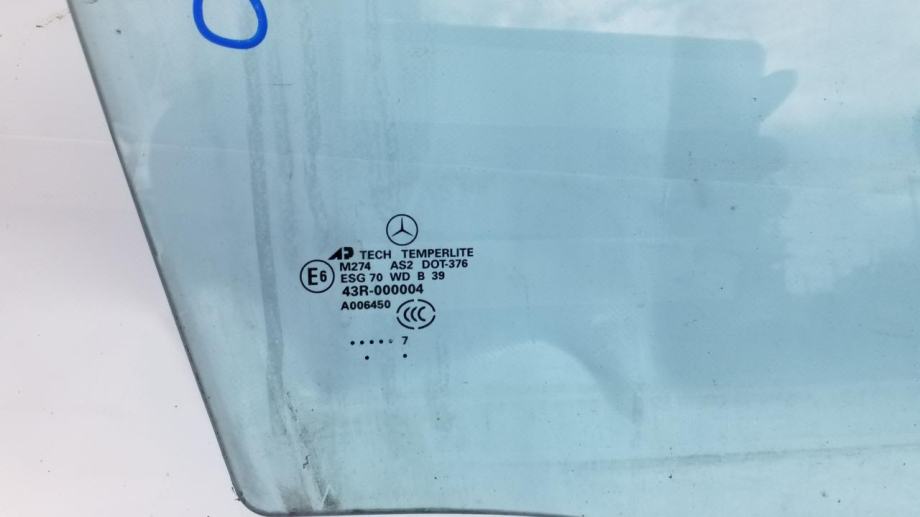 AP TECH TEMPERLITE
M274 AS2 DOT-376
E6
ESG 70 WD B 39
43R-000004
A006450
CCC
..... 7
. .